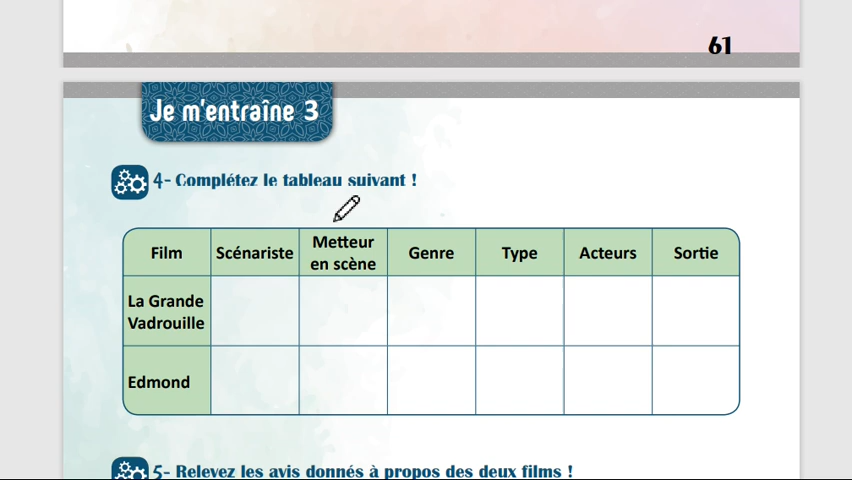 61
Je m'entraîne 3
4- Complétez le tableau suivant !
Film Scénariste Metteur en scène Genre Type Acteurs Sortie
La Grande Vadrouille
Edmond
5- Relevez les avis donnés à propos des deux films !